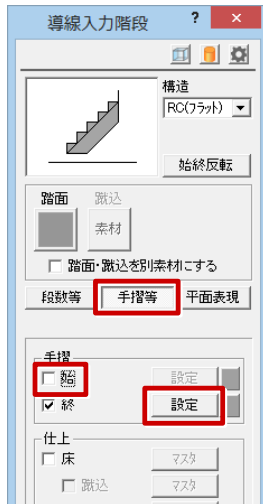 導線入力階段 ? ×
構造
RC(フラット)
始終反転
踏面 蹴込
素材
踏面・蹴込を別素材にする
段数等 手摺等 平面表現
手摺
始 設定
終 設定
仕上
床 マスタ
蹴込 マスタ